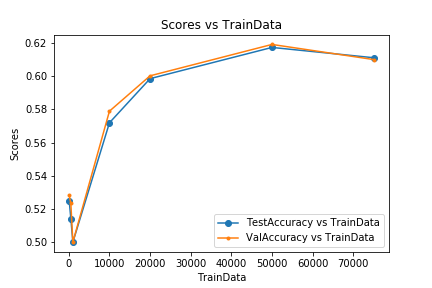 Scores vs TrainData
0.62
0.60
0.58
0.56
0.54
0.52
0.50
Scores
TestAccuracy vs TrainData
ValAccuracy vs TrainData
0 10000 20000 30000 40000 50000 60000 70000
TrainData